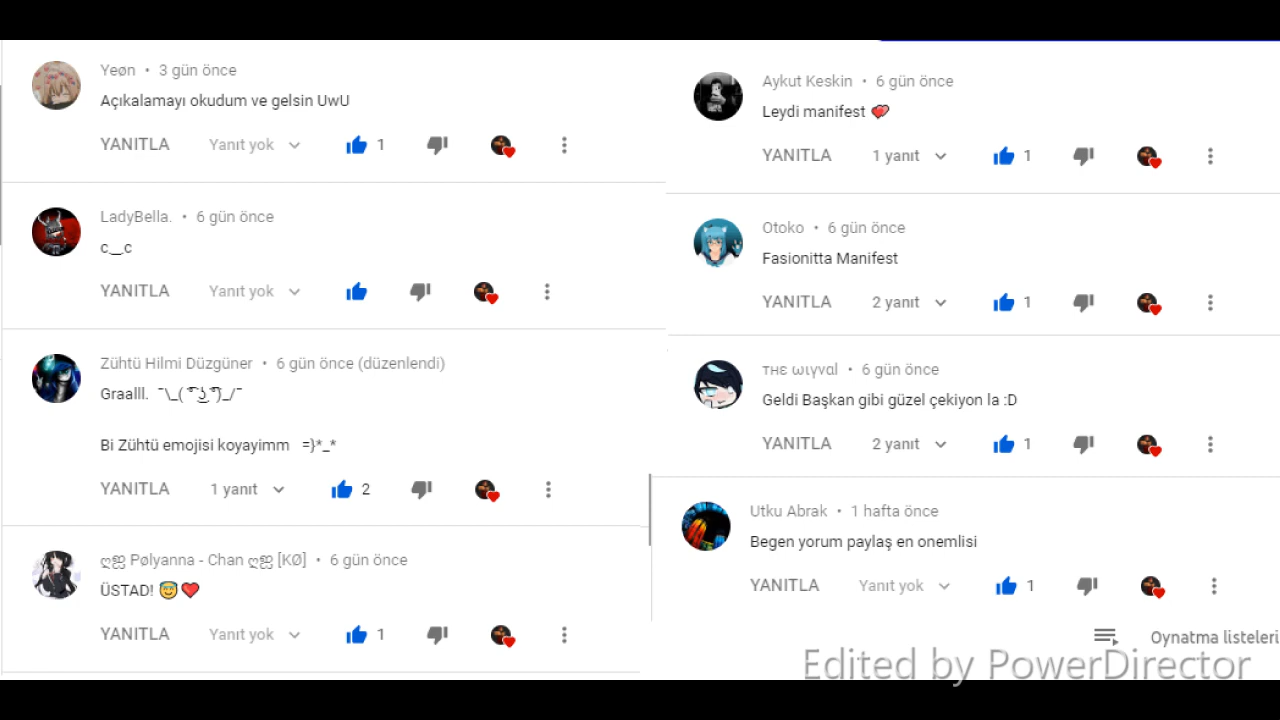 Yeøn • 3 gün önce
Açıkalamayı okudum ve gelsin UwU
YANITLA Yanıt yok 1
LadyBella. • 6 gün önce
c__c
YANITLA Yanıt yok
Zühtü Hilmi Düzgüner • 6 gün önce (düzenlendi)
Graalll. ¯\_( ͡° ͜ʖ ͡°)_/¯
Bi Zühtü emojisi koyayimm =}*_*
YANITLA 1 yanıt 2
ღஐ Pølyanna - Chan ღஐ [KØ] • 6 gün önce
ÜSTAD! 😇❤️
YANITLA Yanıt yok 1
Aykut Keskin • 6 gün önce
Leydi manifest 💞
YANITLA 1 yanıt 1
Otoko • 6 gün önce
Fasionitta Manifest
YANITLA 2 yanıt 1
тнε ωιγναl • 6 gün önce
Geldi Başkan gibi güzel çekiyon la :D
YANITLA 2 yanıt 1
Utku Abrak • 1 hafta önce
Begen yorum paylaş en onemlisi
YANITLA Yanıt yok 1
Oynatma listeleri
Edited by PowerDirector